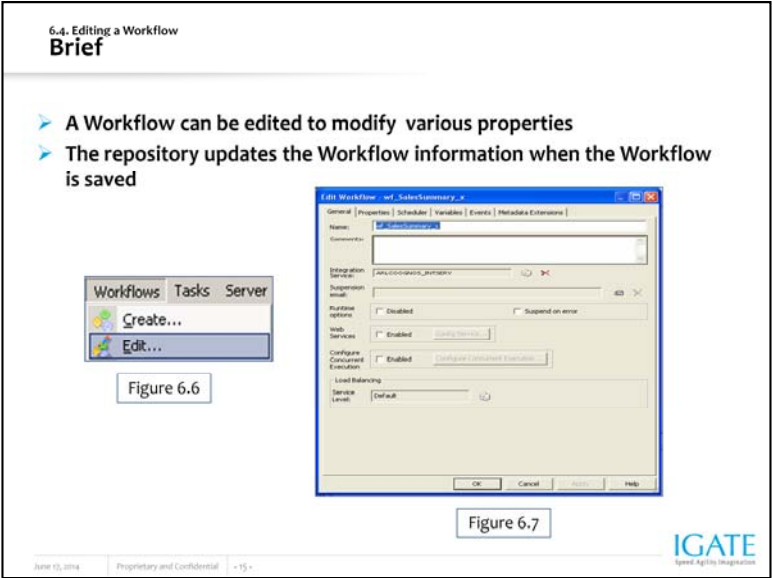 6.4. Editing a Workflow
Brief
A Workflow can be edited to modify various properties
The repository updates the Workflow information when the Workflow
is saved
Workflows Tasks Server
Create...
Edit...
Figure 6.6
Edit Workflow - wf_SalesSummary_x
General Properties Scheduler Variables Events Metadata Extensions
Name: wf_SalesSummary_x
Comments:
Integration
Service:
Suspension
email:
Runtime
options
Disabled Suspend on error
Web
Services
Enabled Config Service...
Configure
Concurrent
Execution
Enabled Configure Concurrent Execution...
Load Balancing
Service
Level:
Default
OK Cancel Apply Help
Figure 6.7
June 17, 2014 Proprietary and Confidential - 15 -
IGATE
Speed.Agility.Imagination